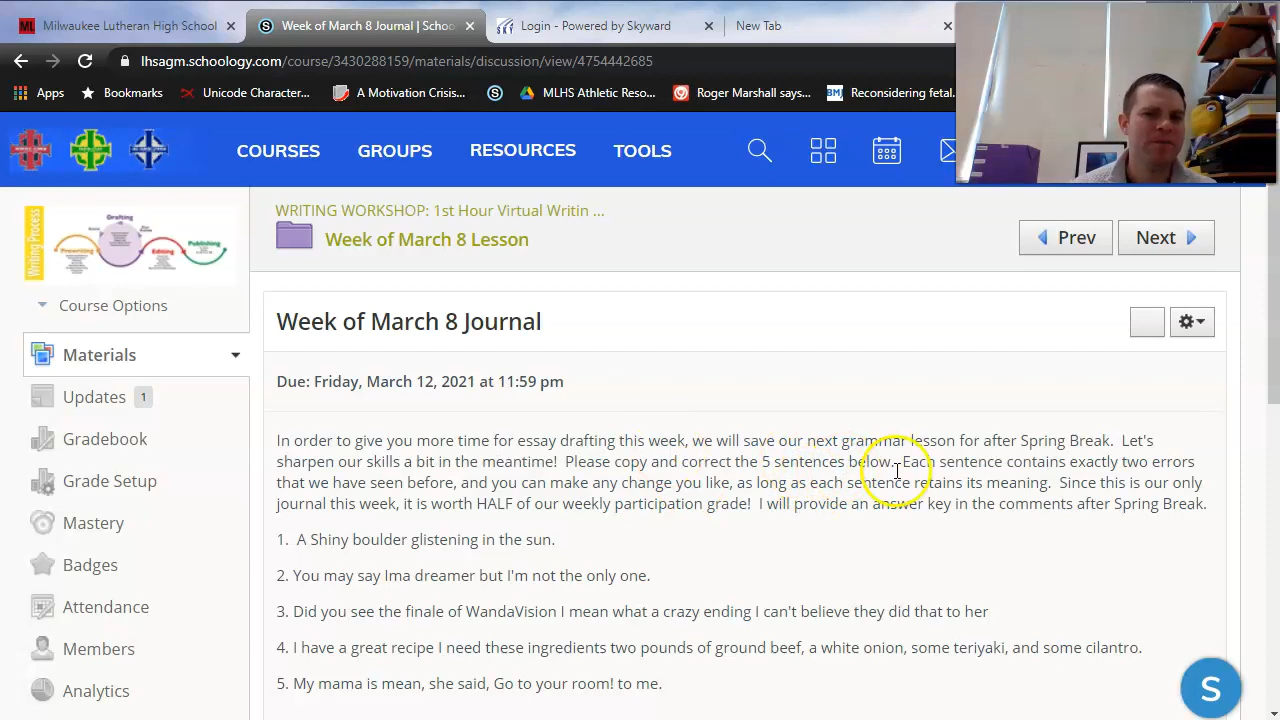 Milwaukee Lutheran High School
Week of March 8 Journal | Schoo
Login - Powered by Skyward
New Tab
lhsagm.schoology.com/course/3430288159/materials/discussion/view/4754442685
Apps
Bookmarks
Unicode Character...
A Motivation Crisis...
MLHS Athletic Reso...
Roger Marshall says...
BMJ
Reconsidering fetal...
COURSES
GROUPS
RESOURCES
TOOLS
WRITING WORKSHOP: 1st Hour Virtual Writin ...
Week of March 8 Lesson
Prev
Next
Writing Process
Prewriting
Drafting
Editing
Publishing
Course Options
Materials
Updates 1
Gradebook
Grade Setup
Mastery
Badges
Attendance
Members
Analytics
Week of March 8 Journal
Due: Friday, March 12, 2021 at 11:59 pm
In order to give you more time for essay drafting this week, we will save our next grammar lesson for after Spring Break. Let's
sharpen our skills a bit in the meantime! Please copy and correct the 5 sentences below. Each sentence contains exactly two errors
that we have seen before, and you can make any change you like, as long as each sentence retains its meaning. Since this is our only
journal this week, it is worth HALF of our weekly participation grade! I will provide an answer key in the comments after Spring Break.
1. A Shiny boulder glistening in the sun.
2. You may say Ima dreamer but I'm not the only one.
3. Did you see the finale of WandaVision I mean what a crazy ending I can't believe they did that to her
4. I have a great recipe I need these ingredients two pounds of ground beef, a white onion, some teriyaki, and some cilantro.
5. My mama is mean, she said, Go to your room! to me.
S